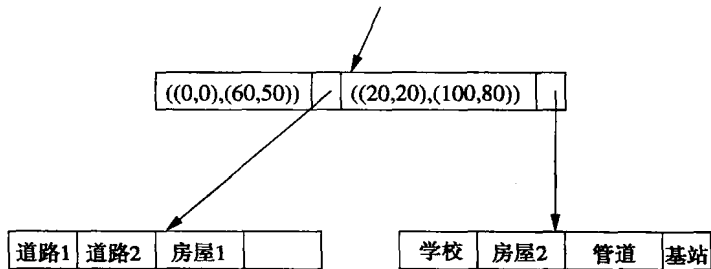 ((0,0),(60,50)) ((20,20),(100,80))
道路1 道路2 房屋1 学校 房屋2 管道 基站